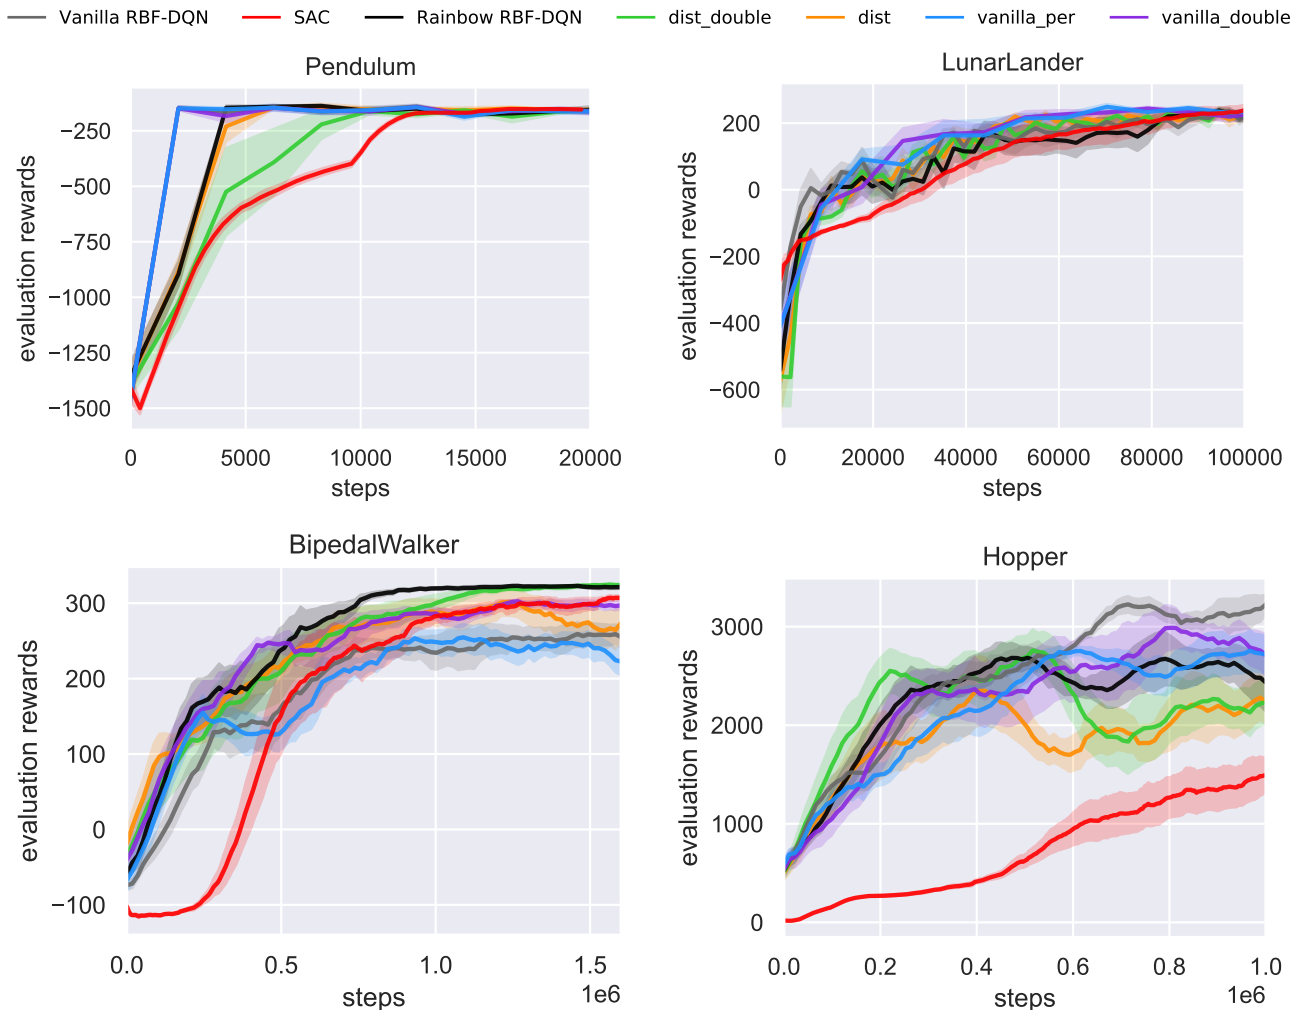 Vanilla RBF-DQN SAC Rainbow RBF-DQN dist_double dist vanilla_per vanilla_double
Pendulum
evaluation rewards
−250
−500
−750
−1000
−1250
−1500
0 5000 10000 15000 20000
steps
LunarLander
evaluation rewards
200
0
−200
−400
−600
0 20000 40000 60000 80000 100000
steps
BipedalWalker
evaluation rewards
300
200
100
0
−100
0.0 0.5 1.0 1.5
1e6
steps
Hopper
evaluation rewards
3000
2000
1000
0
0.0 0.2 0.4 0.6 0.8 1.0
1e6
steps